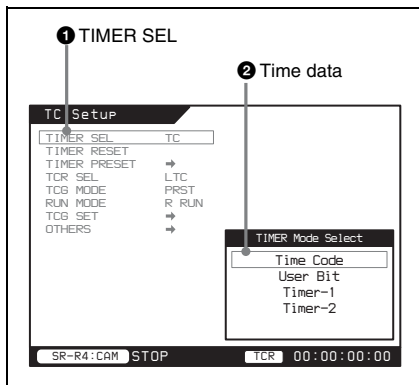 ❶ TIMER SEL
❷ Time data
TC Setup
TIMER SEL TC
TIMER RESET
TIMER PRESET ➡
TCR SEL LTC
TCG MODE PRST
RUN MODE R RUN
TCG SET ➡
OTHERS ➡
TIMER Mode Select
Time Code
User Bit
Timer-1
Timer-2
SR-R4:CAM STOP TCR 00:00:00:00